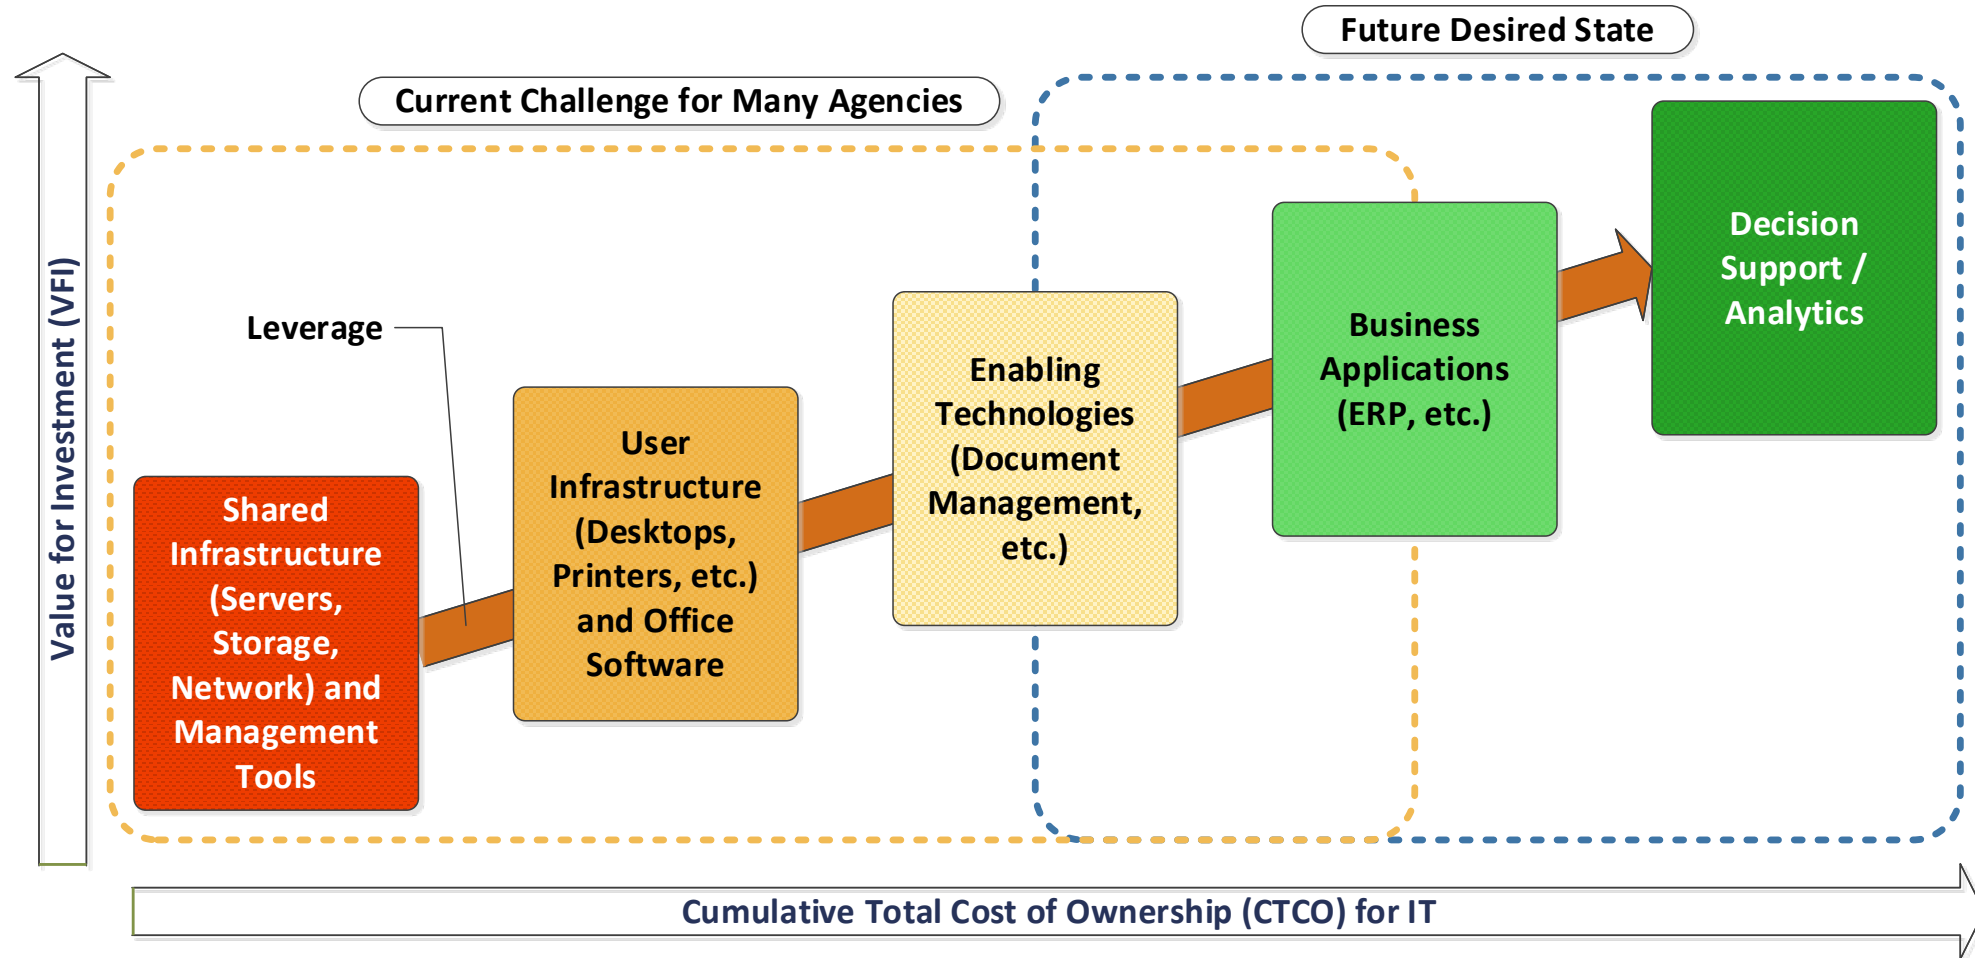 Future Desired State
Current Challenge for Many Agencies
Value for Investment (VFI)
Leverage
Shared
Infrastructure
(Servers,
Storage,
Network) and
Management
Tools
User
Infrastructure
(Desktops,
Printers, etc.)
and Office
Software
Enabling
Technologies
(Document
Management,
etc.)
Business
Applications
(ERP, etc.)
Decision
Support /
Analytics
Cumulative Total Cost of Ownership (CTCO) for IT